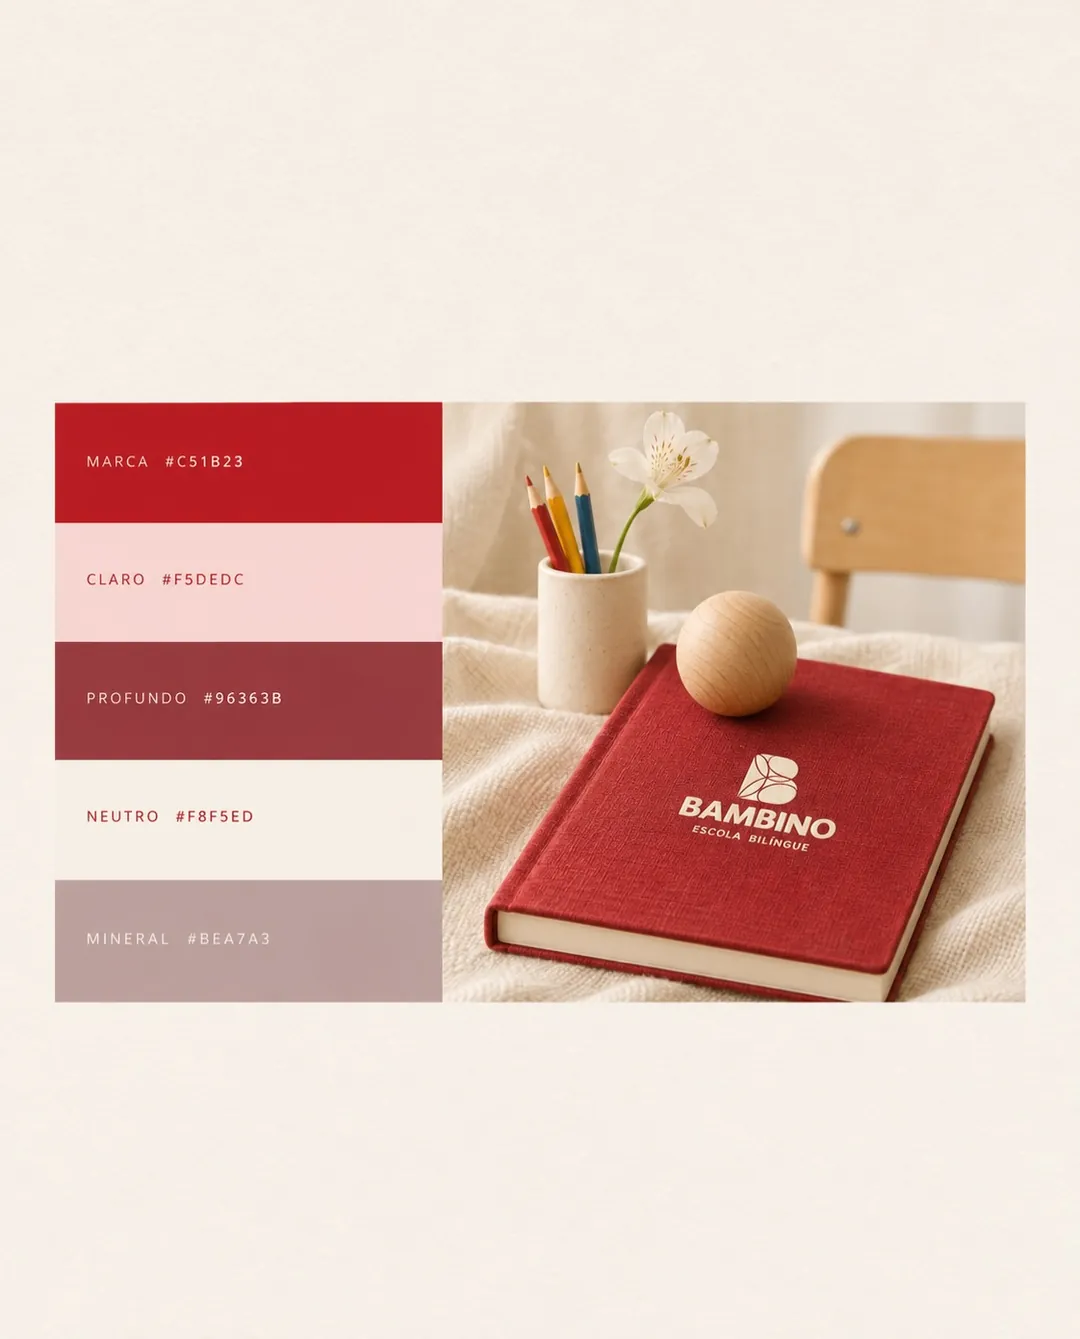 MARCA #C51B23
CLARO #F5DEDC
PROFUNDO #96363B
NEUTRO #F8F5ED
MINERAL #BEA7A3
BAMBINO
ESCOLA BILÍNGUE